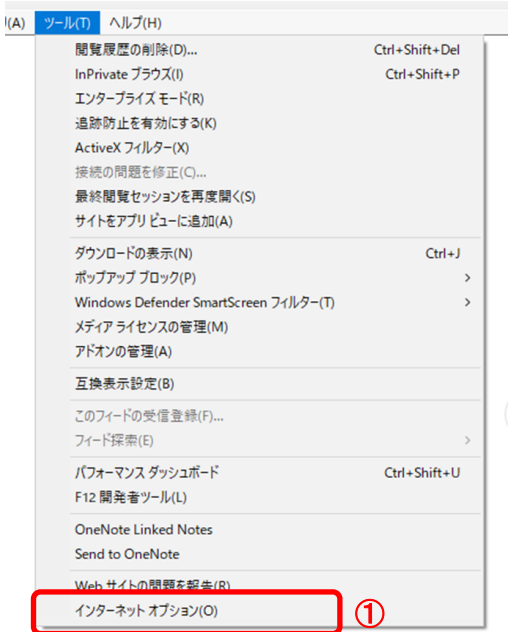 (A) ツール(T) ヘルプ(H)
閲覧履歴の削除(D)... Ctrl+Shift+Del
InPrivate ブラウズ(I) Ctrl+Shift+P
エンタープライズ モード(R)
追跡防止を有効にする(K)
ActiveX フィルター(X)
接続の問題を修正(C)...
最終閲覧セッションを再度開く(S)
サイトをアプリ ビューに追加(A)
ダウンロードの表示(N) Ctrl+J
ポップアップ ブロック(P) >
Windows Defender SmartScreen フィルター(T) >
メディア ライセンスの管理(M)
アドオンの管理(A)
互換表示設定(B)
このフィードの受信登録(F)...
フィード探索(E) >
パフォーマンス ダッシュボード Ctrl+Shift+U
F12 開発者ツール(L)
OneNote Linked Notes
Send to OneNote
Web サイトの問題を報告(R)
インターネット オプション(O) ①